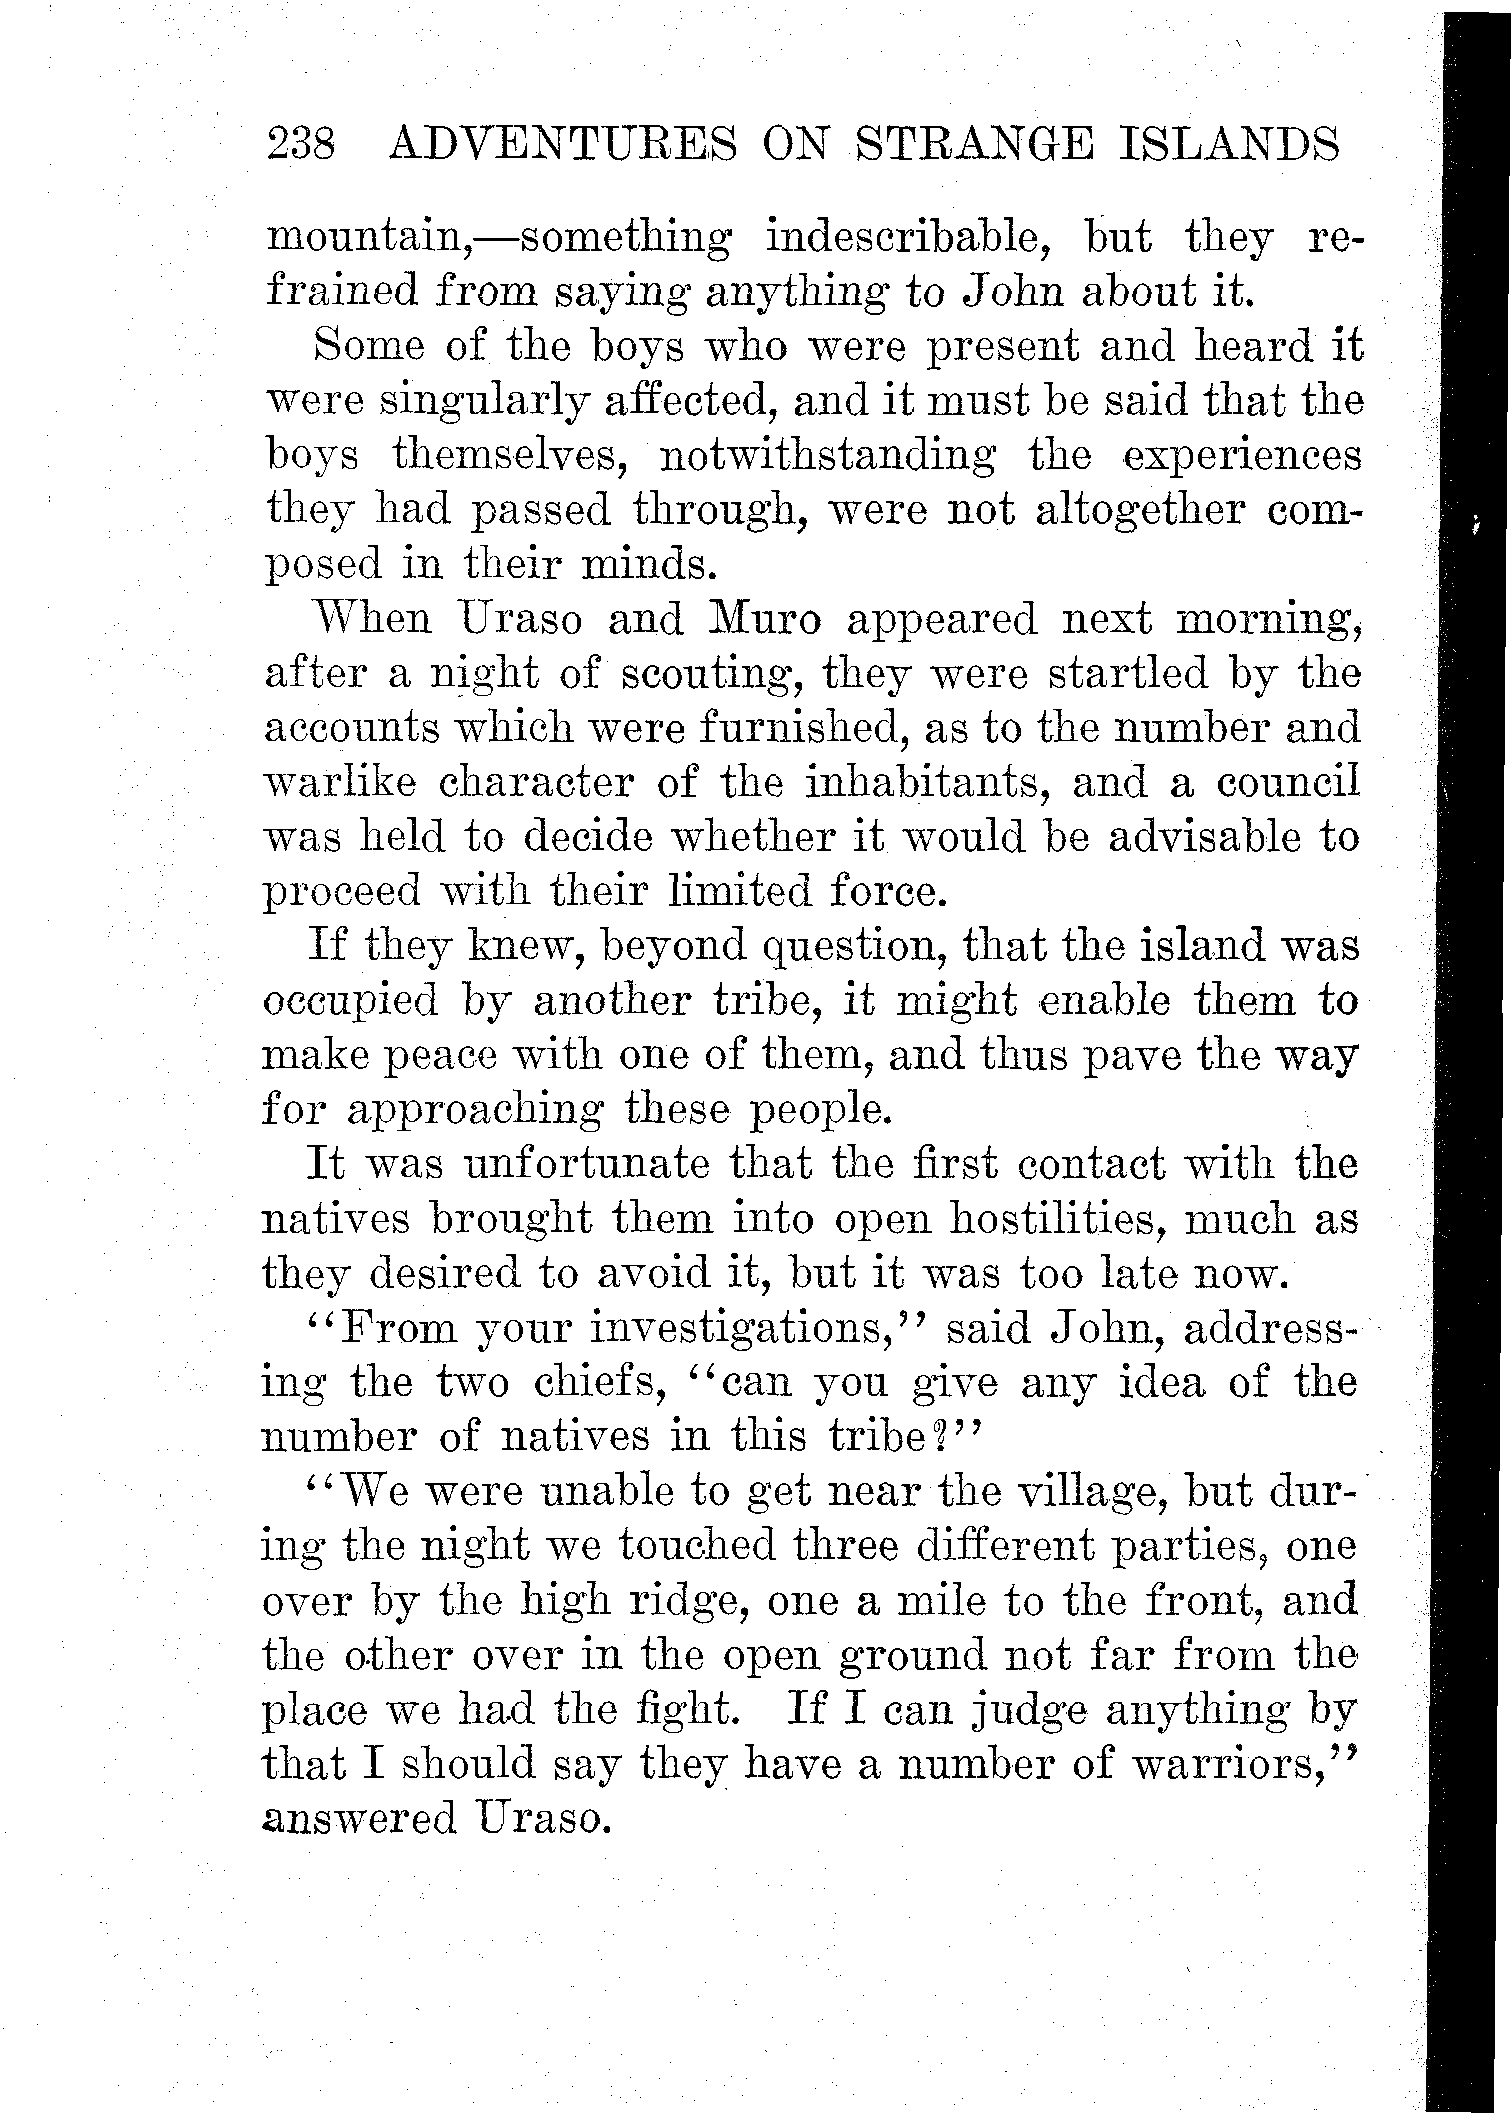 238 ADVENTURES ON STRANGE ISLANDS
mountain,—something indescribable, but they re-
frained from saying anything to John about it.
Some of the boys who were present and heard it
were singularly affected, and it must be said that the
boys themselves, notwithstanding the experiences
they had passed through, were not altogether com-
posed in their minds.
When Uraso and Muro appeared next morning,
after a night of scouting, they were startled by the
accounts which were furnished, as to the number and
warlike character of the inhabitants, and a council
was held to decide whether it would be advisable to
proceed with their limited force.
If they knew, beyond question, that the island was
occupied by another tribe, it might enable them to
make peace with one of them, and thus pave the way
for approaching these people.
It was unfortunate that the first contact with the
natives brought them into open hostilities, much as
they desired to avoid it, but it was too late now.
"From your investigations," said John, address-
ing the two chiefs, "can you give any idea of the
number of natives in this tribe?"
"We were unable to get near the village, but dur-
ing the night we touched three different parties, one
over by the high ridge, one a mile to the front, and
the other over in the open ground not far from the
place we had the fight. If I can judge anything by
that I should say they have a number of warriors,"
answered Uraso.